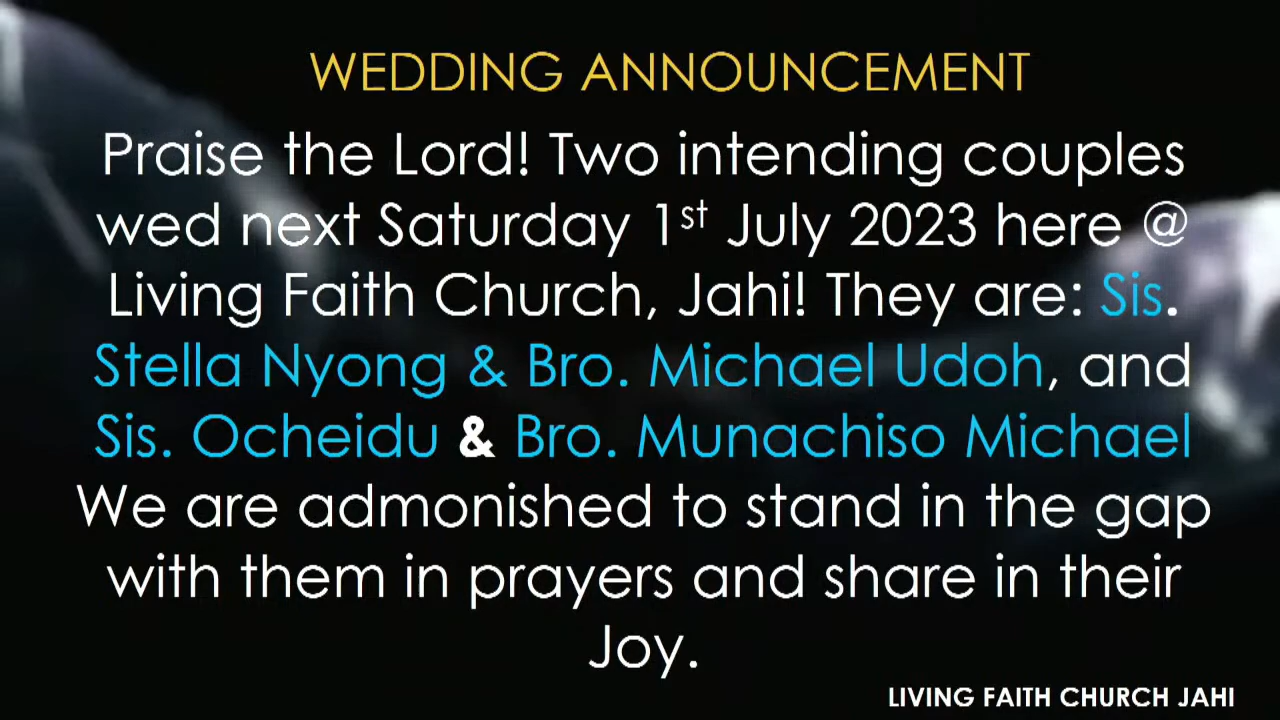 WEDDING ANNOUNCEMENT
Praise the Lord! Two intending couples
wed next Saturday 1st July 2023 here @
Living Faith Church, Jahi! They are: Sis.
Stella Nyong & Bro. Michael Udoh, and
Sis. Ocheidu & Bro. Munachiso Michael
We are admonished to stand in the gap
with them in prayers and share in their
Joy.
LIVING FAITH CHURCH JAHI